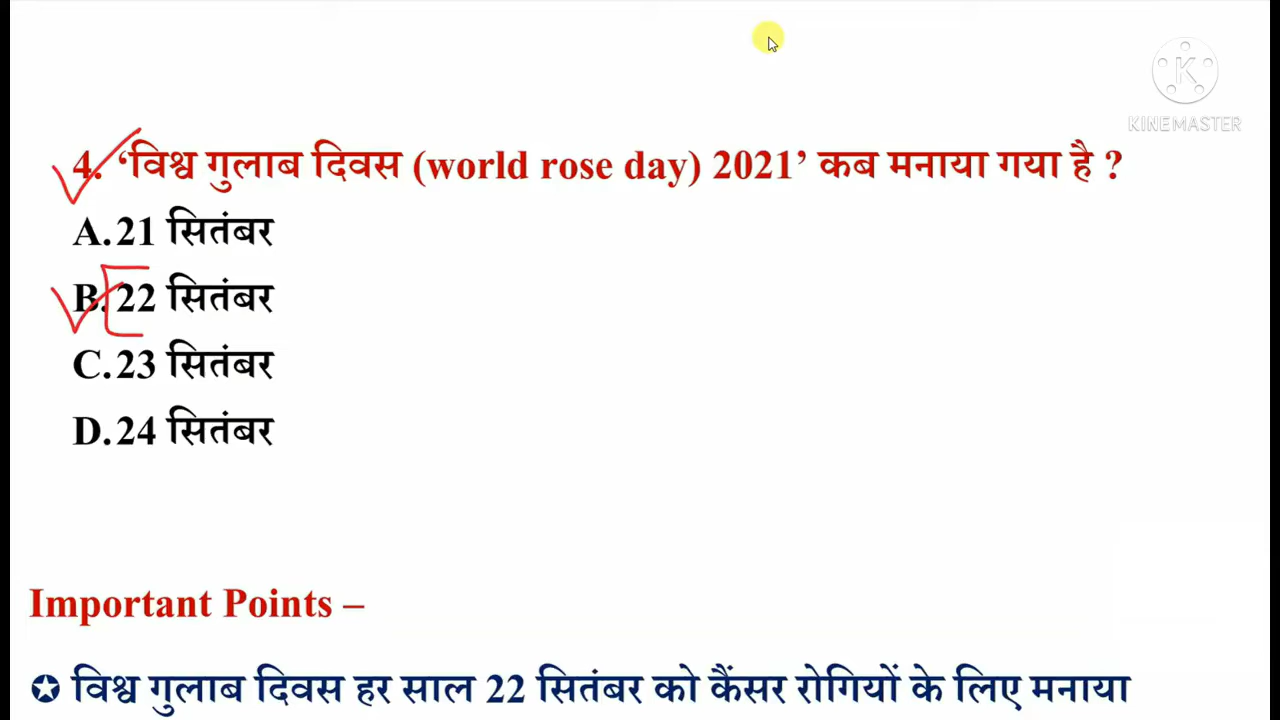 KINEMASTER
4. ‘विश्व गुलाब दिवस (world rose day) 2021’ कब मनाया गया है ?
A.21 सितंबर
B.22 सितंबर
C.23 सितंबर
D.24 सितंबर
Important Points –
✪ विश्व गुलाब दिवस हर साल 22 सितंबर को कैंसर रोगियों के लिए मनाया